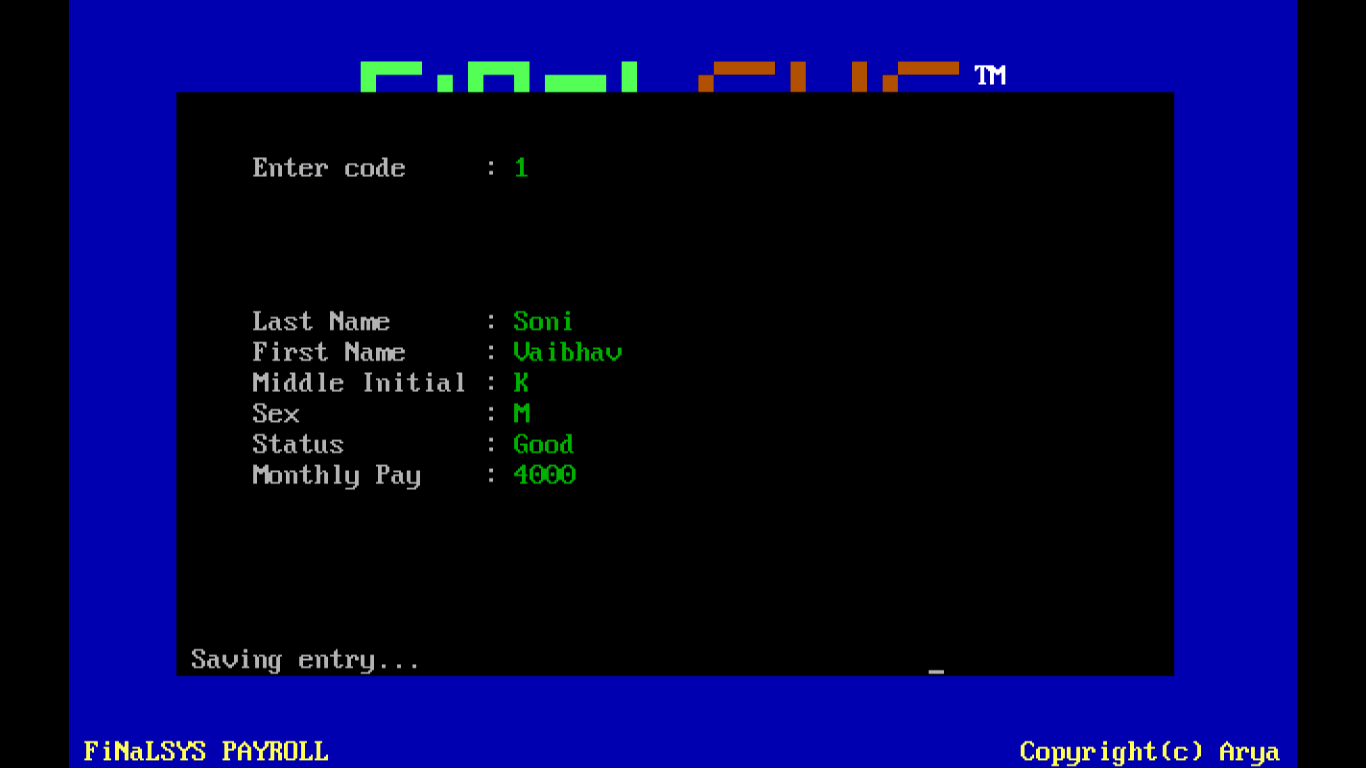 TM
Enter code : 1
Last Name : Soni
First Name : Vaibhav
Middle Initial : K
Sex : M
Status : Good
Monthly Pay : 4000
Saving entry...
FiNaLSYS PAYROLL Copyright(c) Arya